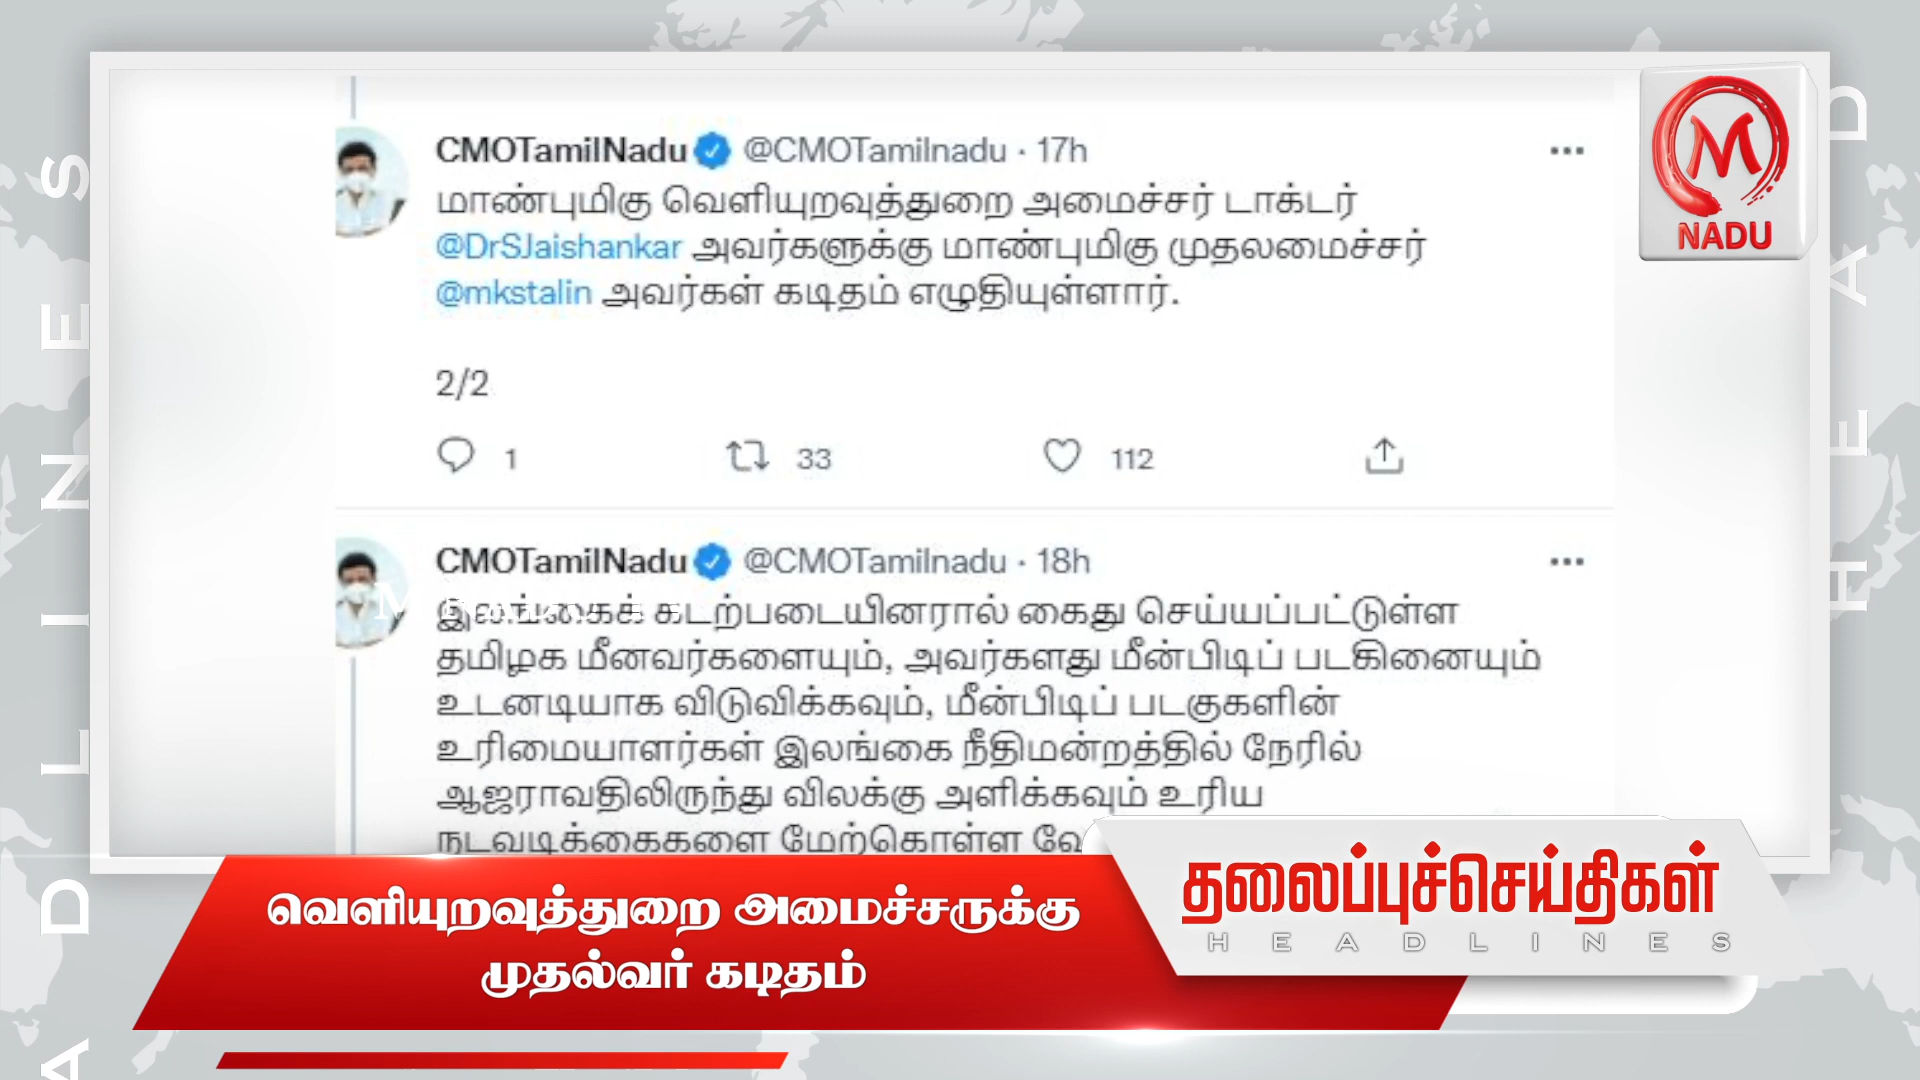 CMOTamilNadu @CMOTamilnadu · 17h
மாண்புமிகு வெளியுறவுத்துறை அமைச்சர் டாக்டர்
@DrSJaishankar அவர்களுக்கு மாண்புமிகு முதலமைச்சர்
@mkstalin அவர்கள் கடிதம் எழுதியுள்ளார்.
2/2
1 33 112
CMOTamilNadu @CMOTamilnadu · 18h
இலங்கைக் கடற்படையினரால் கைது செய்யப்பட்டுள்ள
தமிழக மீனவர்களையும், அவர்களது மீன்பிடிப் படகினையும்
உடனடியாக விடுவிக்கவும், மீன்பிடிப் படகுகளின்
உரிமையாளர்கள் இலங்கை நீதிமன்றத்தில் நேரில்
ஆஜராவதிலிருந்து விலக்கு அளிக்கவும் உரிய
நடவடிக்கைகளை மேற்கொள்ள
M
NADU
வெளியுறவுத்துறை அமைச்சருக்கு
முதல்வர் கடிதம்
தலைப்புச்செய்திகள்
HEADLINES